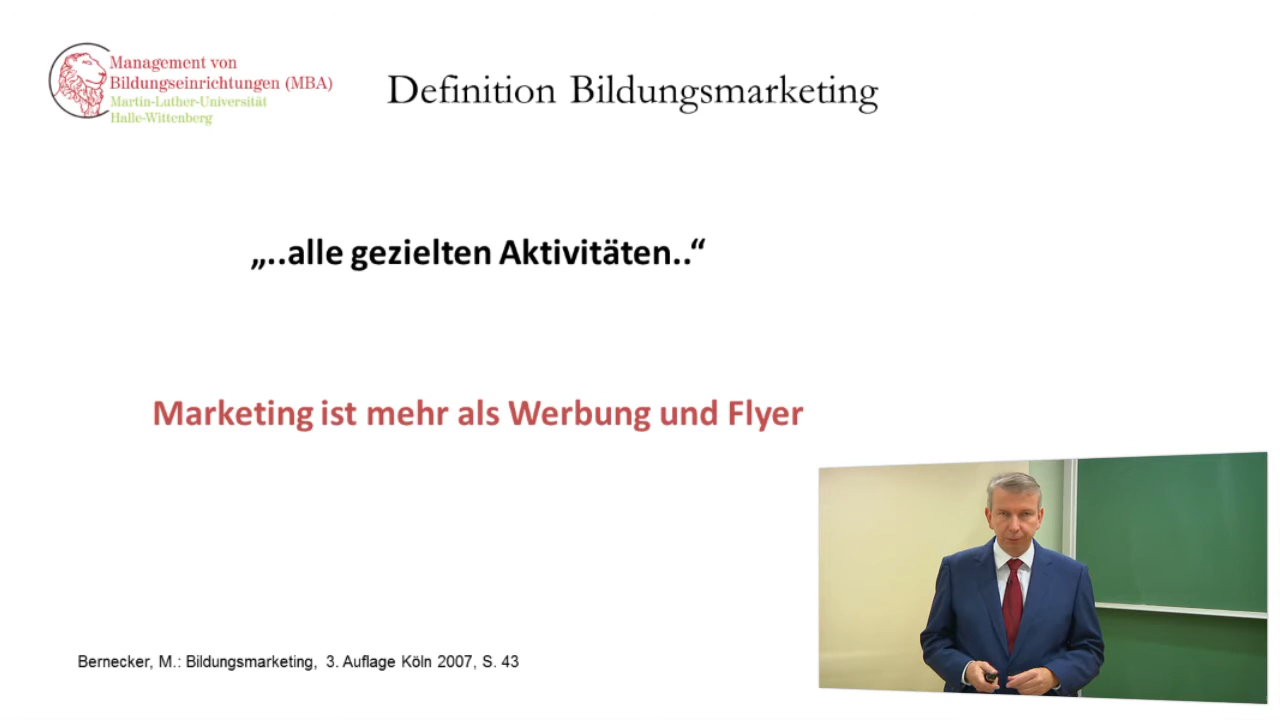 Management von
Bildungseinrichtungen (MBA)
Martin-Luther-Universität
Halle-Wittenberg
Definition Bildungsmarketing
„..alle gezielten Aktivitäten..“
Marketing ist mehr als Werbung und Flyer
Bernecker, M.: Bildungsmarketing, 3. Auflage Köln 2007, S. 43